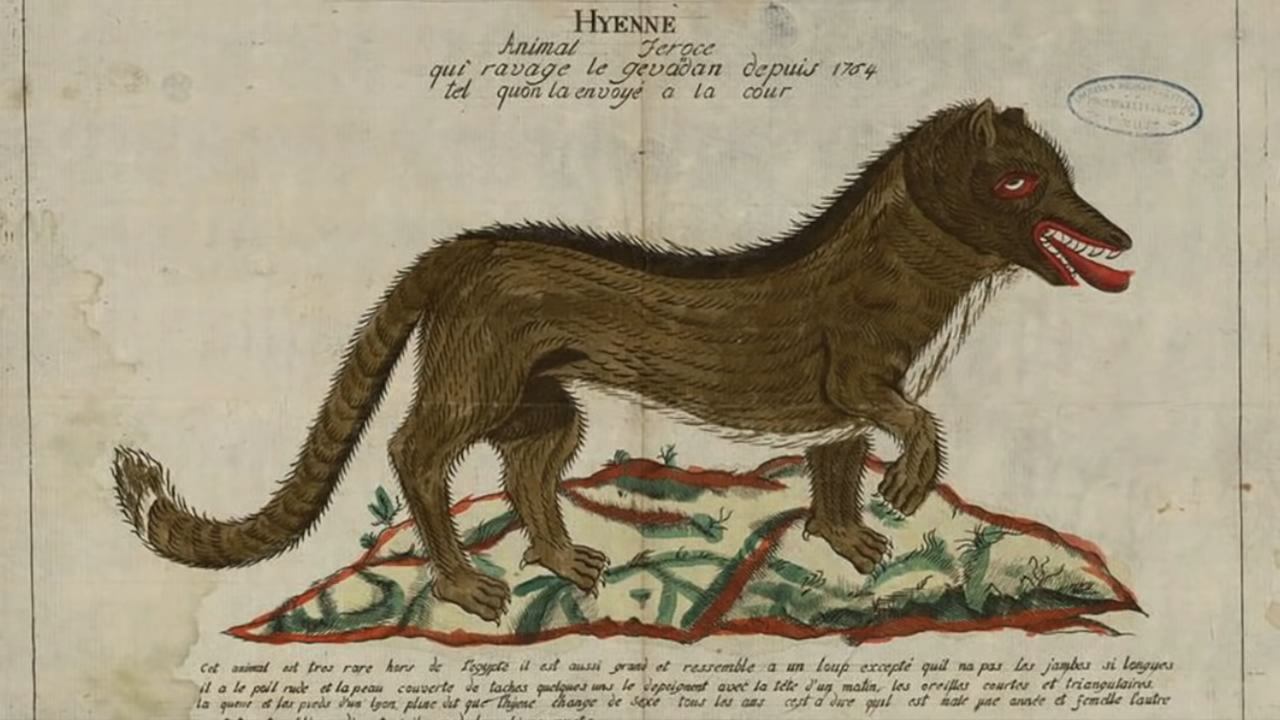 HYENNE
Animal Feroce
qui ravage le gevadan depuis 1764
tel quon la envoyé a la cour
Cet animal est tres rare hors de l'egypte il est aussi grand et ressemble a un loup excepté quil na pas les jambes si longues
il a le poil rude et la peau couverte de taches quelques uns le depeignent avec la tête d'un matin, les oreilles courtes et triangulaires.
la queue et les pieds d'un lyon, pline dit que l'hyene change de sexe tous les ans cest a dire quil est male une année et femelle l'autre